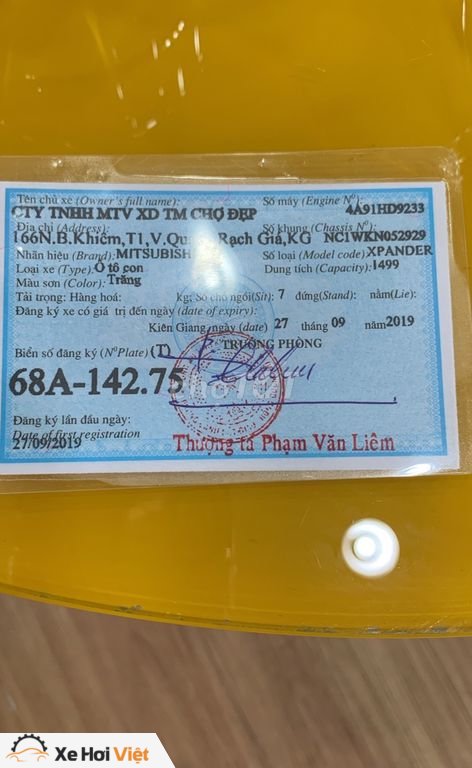 Tên chủ xe (Owner's full name): Số máy (Engine Nº):
CTY TNHH MTV XD TM CHỢ ĐẸP 4A91HD9233
Địa chỉ (Address): Số khung (Chassis Nº):
166N.B.Khiêm,T1,V. Rạch Giá,KG NC1WKN052929
Nhãn hiệu (Brand): MITSUBISH Số loại (Model code) XPANDER
Loại xe (Type): Ô tô con Dung tích (Capacity): 1499
Màu sơn (Color): Trắng
Tải trọng: Hàng hoá: kg; Số chỗ ngồi(Sit): 7 đứng(Stand): nằm(Lie):
Đăng ký xe có giá trị đến ngày (date of expiry):
Kiên Giang, ngày (date) 27 tháng 09 năm 2019
Biển số đăng ký (NºPlate) (T) TRƯỞNG PHÒNG
68A-142.75
Đăng ký lần đầu ngày:
Date of first registration
27/09/2019
Thượng tá Phạm Văn Liêm
Xe Hơi Việt